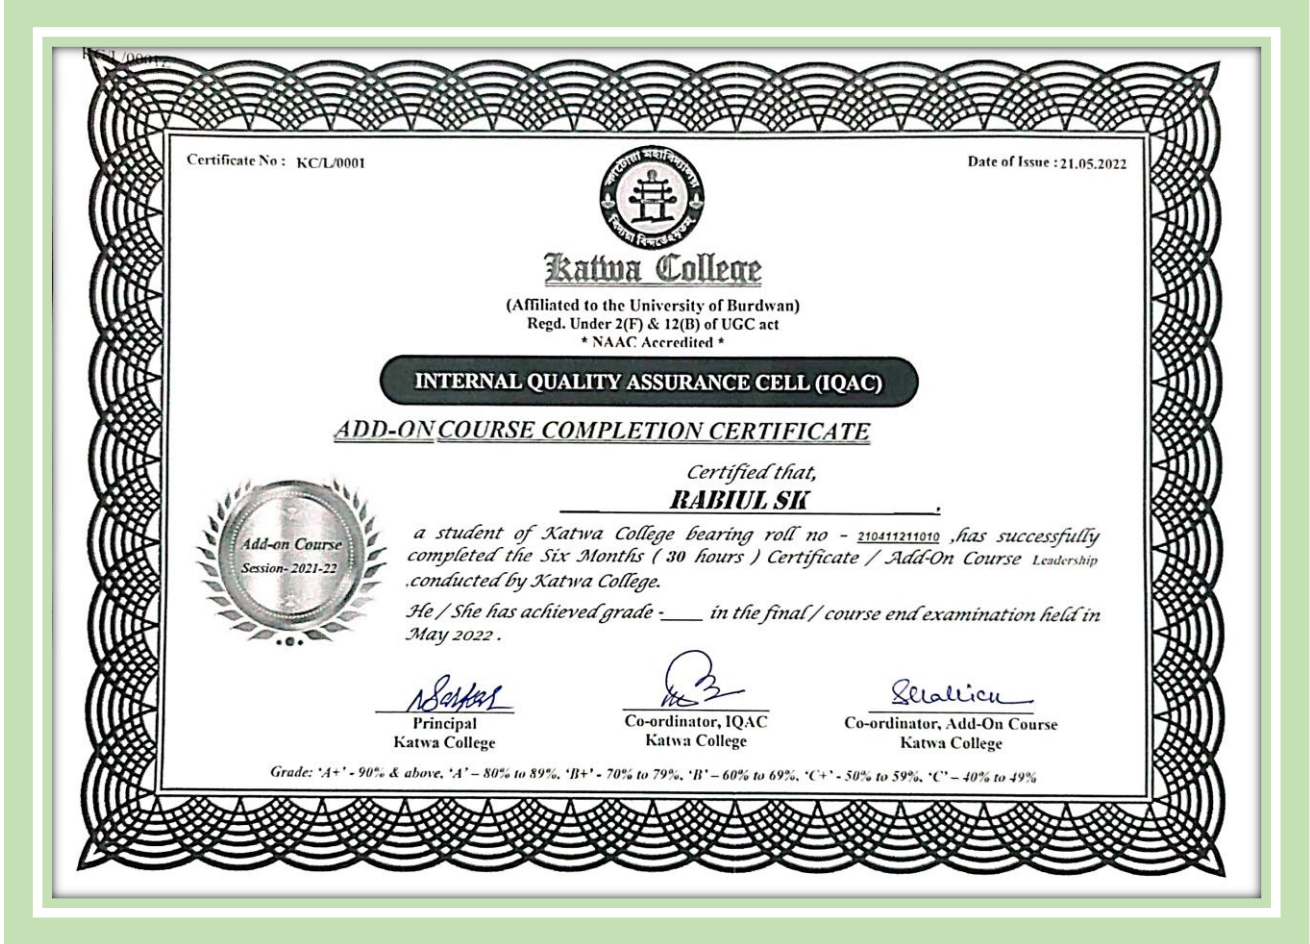 Certificate No : KC/L/0001
Date of Issue : 21.05.2022
কাটোয়া মহাবিদ্যালয়
Katwa College
(Affiliated to the University of Burdwan)
Regd. Under 2(F) & 12(B) of UGC act
* NAAC Accredited *
INTERNAL QUALITY ASSURANCE CELL (IQAC)
ADD-ON COURSE COMPLETION CERTIFICATE
Certified that,
RABIUL SK .
a student of Katwa College bearing roll no - 210411211010 ,has successfully
completed the Six Months ( 30 hours ) Certificate / Add-On Course Leadership
.conducted by Katwa College.
He / She has achieved grade -____ in the final / course end examination held in
May 2022 .
Add-on Course
Session- 2021-22
Principal
Katwa College
Co-ordinator, IQAC
Katwa College
Co-ordinator, Add-On Course
Katwa College
Grade: ‘A+’ - 90% & above, ‘A’ – 80% to 89%, ‘B+’ - 70% to 79%, ‘B’ – 60% to 69%, ‘C+’ - 50% to 59%, ‘C’ – 40% to 49%